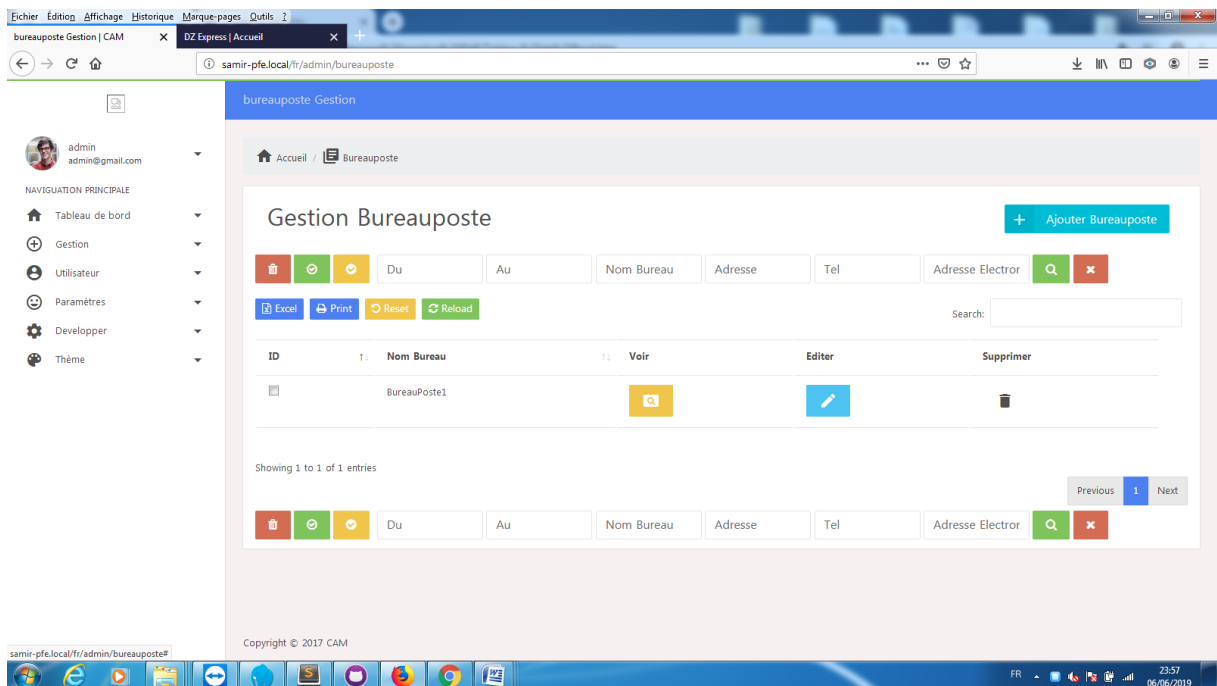 Fichier Édition Affichage Historique Marque-pages Outils ?
bureauposte Gestion | CAM
DZ Express | Accueil
samir-pfe.local/fr/admin/bureauposte
bureauposte Gestion
admin
admin@gmail.com
NAVIGUATION PRINCIPALE
Tableau de bord
Gestion
Utilisateur
Paramètres
Developper
Thème
Accueil / Bureauposte
Gestion Bureauposte
+ Ajouter Bureauposte
Du Au Nom Bureau Adresse Tel Adresse Electror
Excel Print Reset Reload
Search:
ID Nom Bureau Voir Editer Supprimer
BureauPoste1
Showing 1 to 1 of 1 entries
Previous 1 Next
Du Au Nom Bureau Adresse Tel Adresse Electror
Copyright © 2017 CAM
samir-pfe.local/fr/admin/bureauposte#
FR
23:57
06/06/2019